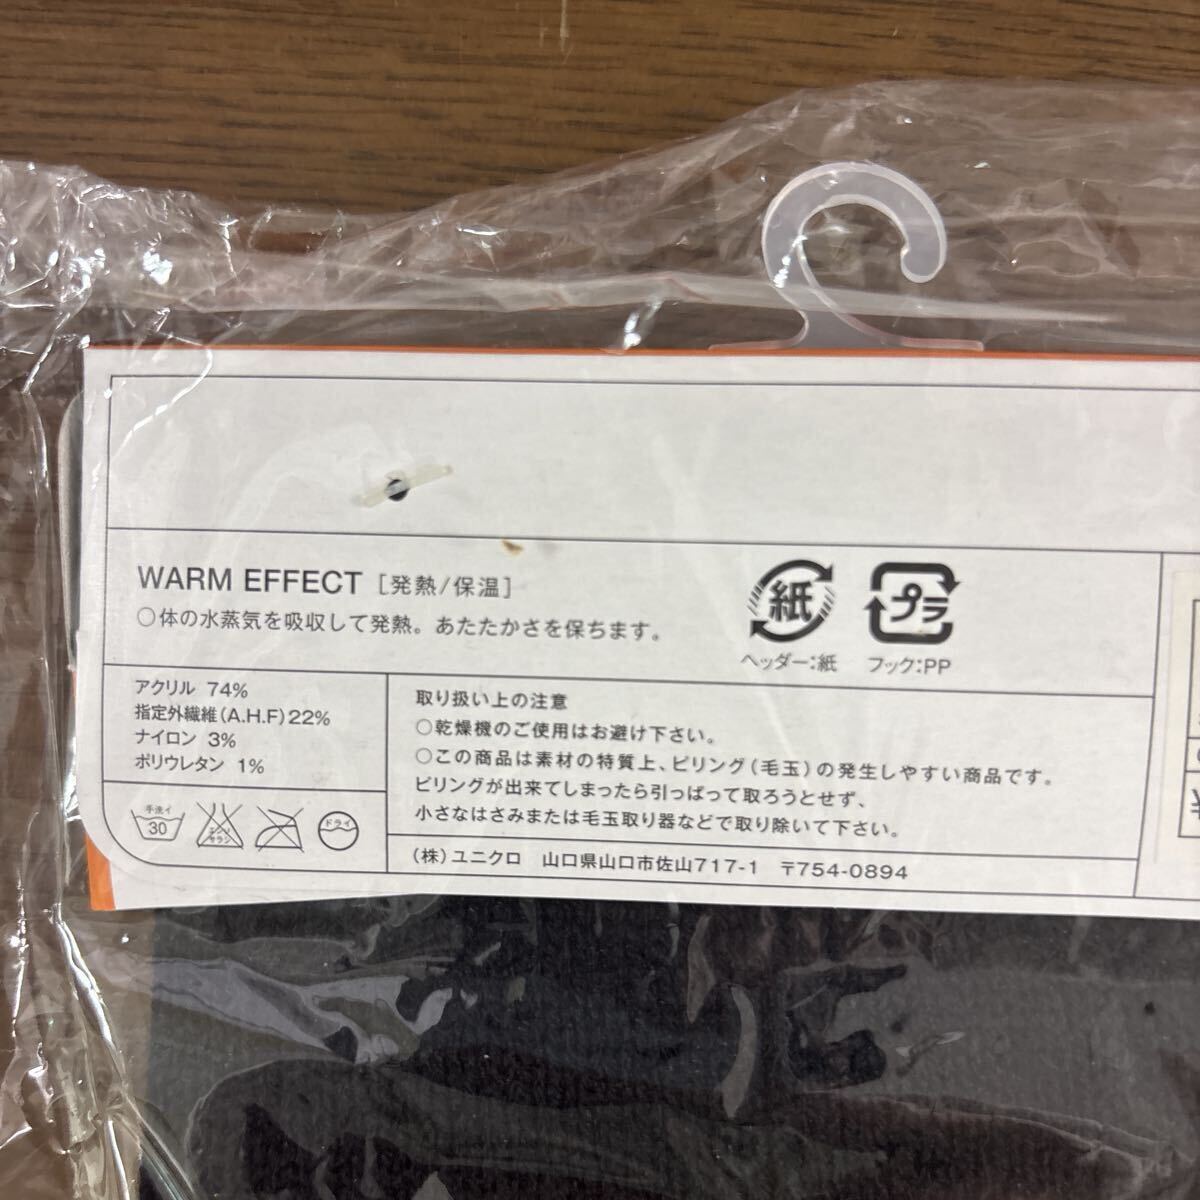 WARM EFFECT [発熱/保温]
○体の水蒸気を吸収して発熱。あたたかさを保ちます。
紙
プラ
ヘッダー:紙
フック:PP
アクリル 74%
指定外繊維(A.H.F)22%
ナイロン 3%
ポリウレタン 1%
手洗イ
30
エンソ
サラシ
ドライ
取り扱い上の注意
○乾燥機のご使用はお避け下さい。
○この商品は素材の特質上、ピリング(毛玉)の発生しやすい商品です。
ピリングが出来てしまったら引っぱって取ろうとせず、
小さなはさみまたは毛玉取り器などで取り除いて下さい。
(株)ユニクロ 山口県山口市佐山717-1 〒754-0894